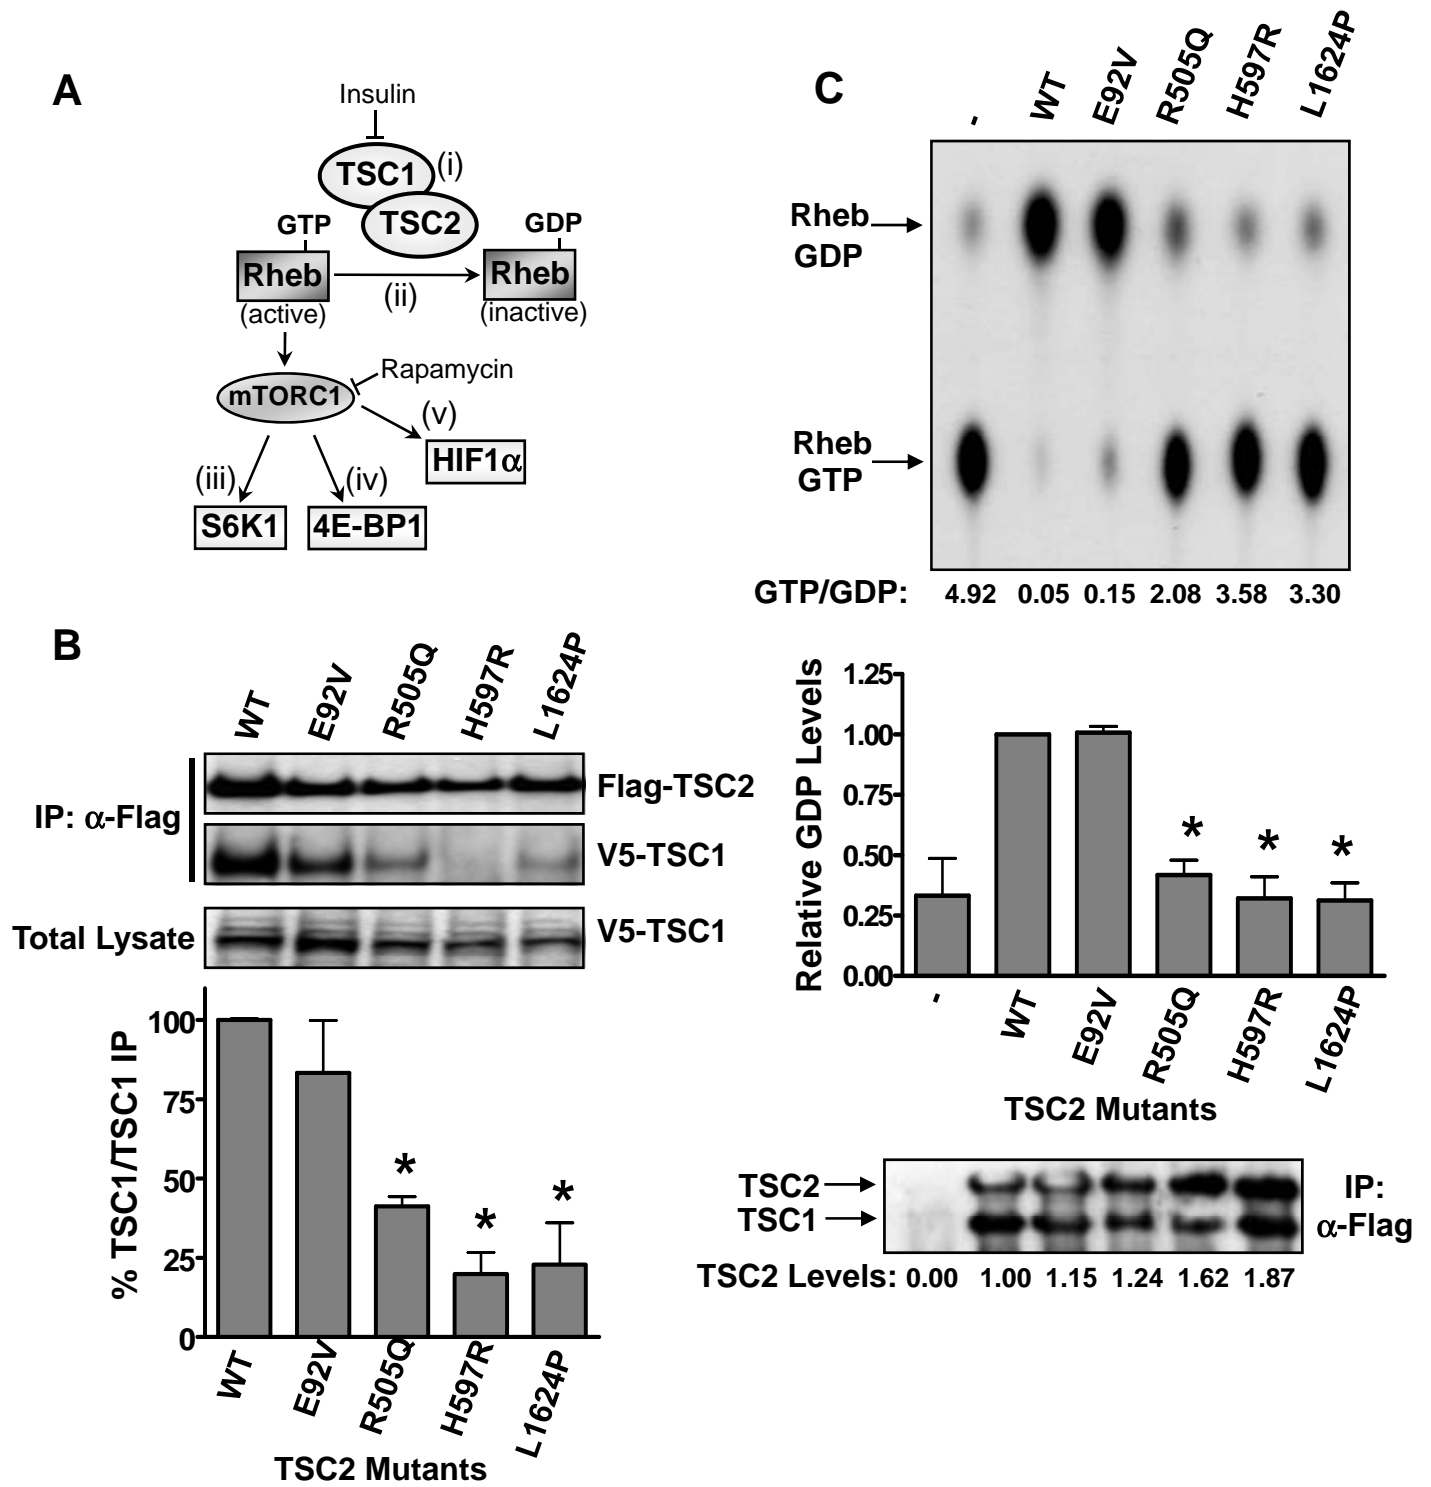 A
Insulin
TSC1
(i)
TSC2
GTP
GDP
Rheb
Rheb
(ii)
(active)
(inactive)
mTORC1
Rapamycin
(v)
HIF1α
(iii)
(iv)
S6K1
4E-BP1
B
WT
E92V
R505Q
H597R
L1624P
IP: α-Flag
Flag-TSC2
V5-TSC1
Total Lysate
V5-TSC1
% TSC1/TSC1 IP
100
75
50
25
0
*
*
*
WT
E92V
R505Q
H597R
L1624P
TSC2 Mutants
C
-
WT
E92V
R505Q
H597R
L1624P
Rheb
GDP
Rheb
GTP
GTP/GDP: 4.92 0.05 0.15 2.08 3.58 3.30
Relative GDP Levels
1.25
1.00
0.75
0.50
0.25
0.00
*
*
*
-
WT
E92V
R505Q
H597R
L1624P
TSC2 Mutants
TSC2
TSC1
IP:
α-Flag
TSC2 Levels: 0.00 1.00 1.15 1.24 1.62 1.87